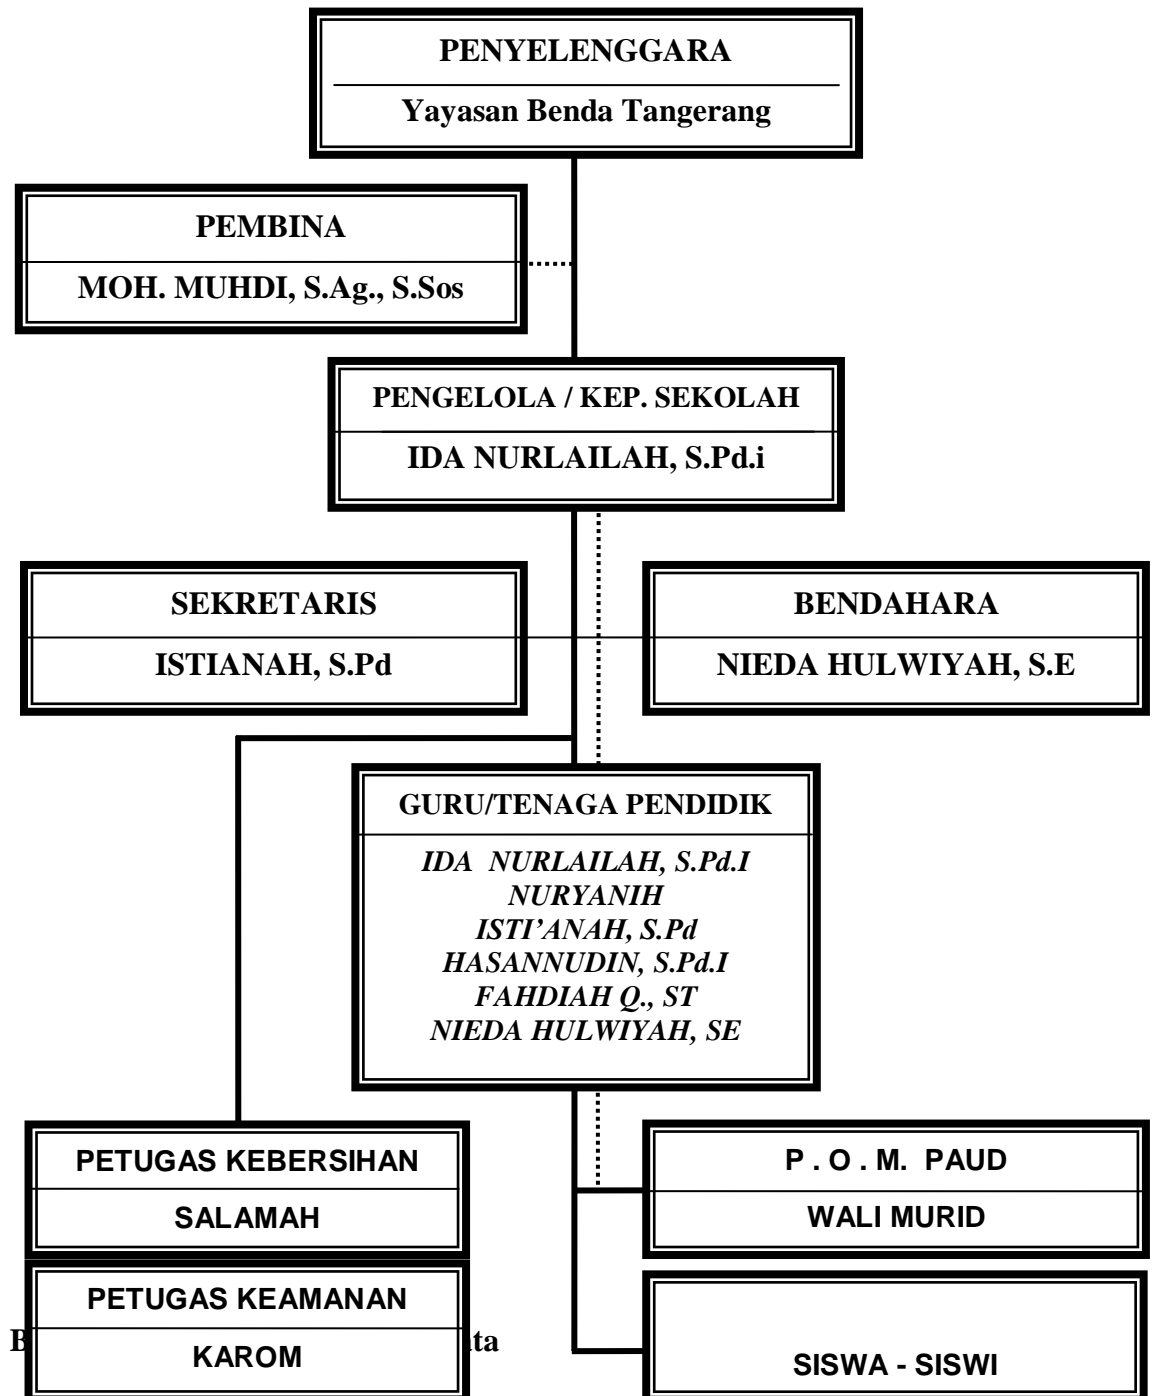 PENYELENGGARA
Yayasan Benda Tangerang
PEMBINA
MOH. MUHDI, S.Ag., S.Sos
PENGELOLA / KEP. SEKOLAH
IDA NURLAILAH, S.Pd.i
SEKRETARIS
ISTIANAH, S.Pd
BENDAHARA
NIEDA HULWIYAH, S.E
GURU/TENAGA PENDIDIK
IDA NURLAILAH, S.Pd.I
NURYANIH
ISTI’ANAH, S.Pd
HASANNUDIN, S.Pd.I
FAHDIAH Q., ST
NIEDA HULWIYAH, SE
PETUGAS KEBERSIHAN
SALAMAH
P . O . M. PAUD
WALI MURID
PETUGAS KEAMANAN
KAROM
SISWA - SISWI